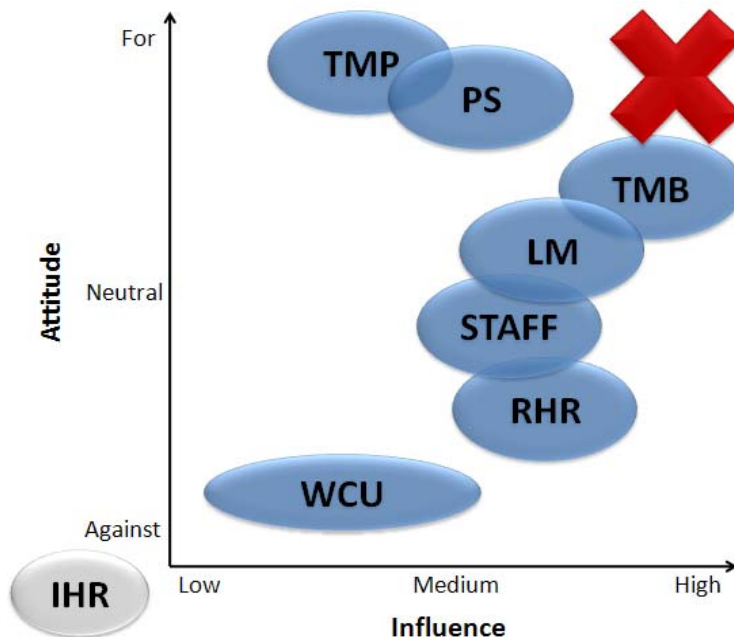 For
TMP
PS
TMB
LM
Neutral
Attitude
STAFF
RHR
WCU
Against
IHR
Low
Medium
High
Influence